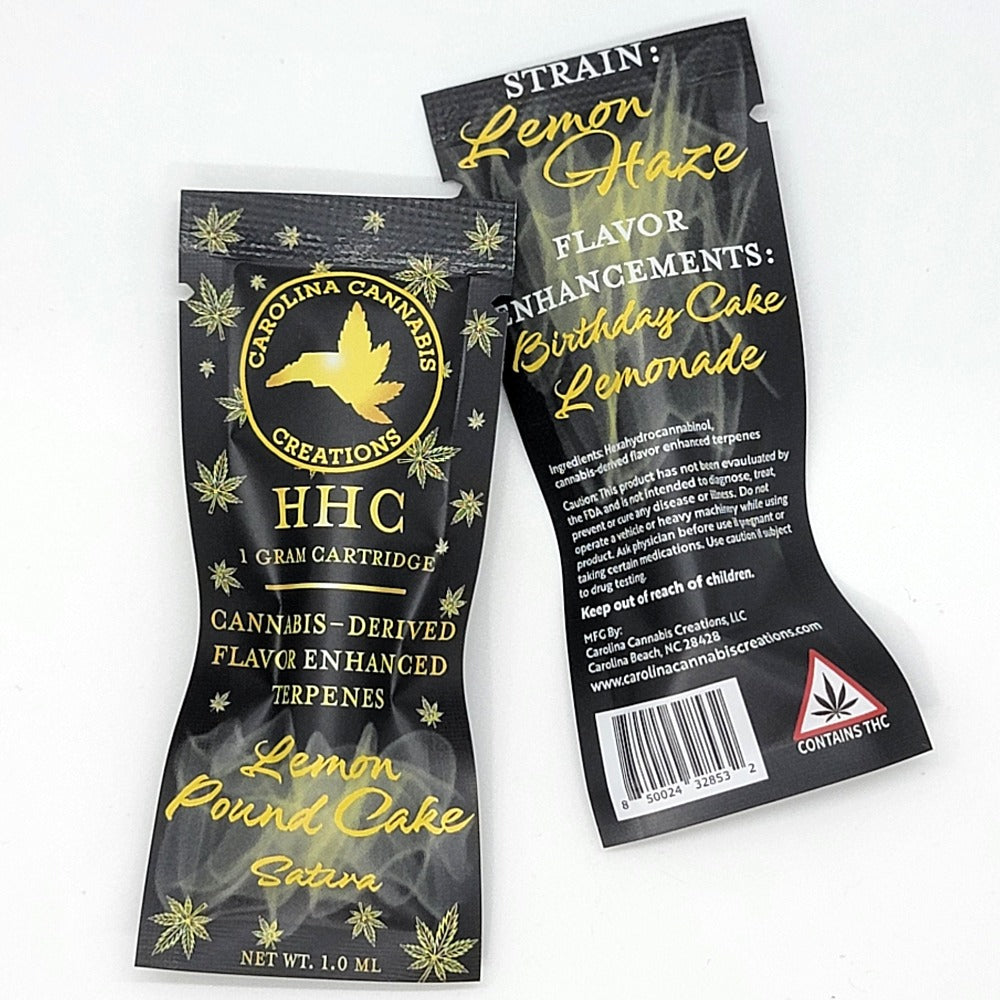 CAROLINA CANNABIS
CREATIONS
HHC
1 GRAM CARTRIDGE
CANNABIS-DERIVED
FLAVOR ENHANCED
TERPENES
Lemon
Pound Cake
Sativa
NET WT. 1.0 ML
STRAIN:
Lemon
Haze
FLAVOR
ENHANCEMENTS:
Birthday Cake
Lemonade
Ingredients: Hexahydrocannabinol,
cannabis-derived flavor enhanced terpenes
Caution: This product has not been evauluated by
the FDA and is not intended to diagnose, treat,
prevent or cure any disease or illness. Do not
operate a vehicle or heavy machinery while using
product. Ask physician before use if pregnant or
taking certain medications. Use caution if subject
to drug testing.
Keep out of reach of children.
MFG By:
Carolina Cannabis Creations, LLC
Carolina Beach, NC 28428
www.carolinacannabiscreations.com
8 50024 32853 2
CONTAINS THC